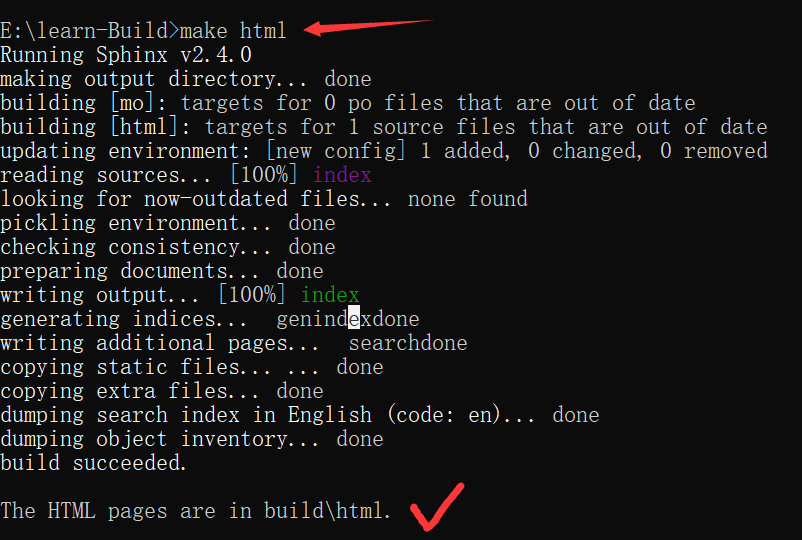 E:\learn-Build>make html
Running Sphinx v2.4.0
making output directory... done
building [mo]: targets for 0 po files that are out of date
building [html]: targets for 1 source files that are out of date
updating environment: [new config] 1 added, 0 changed, 0 removed
reading sources... [100%] index
looking for now-outdated files... none found
pickling environment... done
checking consistency... done
preparing documents... done
writing output... [100%] index
generating indices...  genindexdone
writing additional pages...  searchdone
copying static files... ... done
copying extra files... done
dumping search index in English (code: en)... done
dumping object inventory... done
build succeeded.
The HTML pages are in build\html.